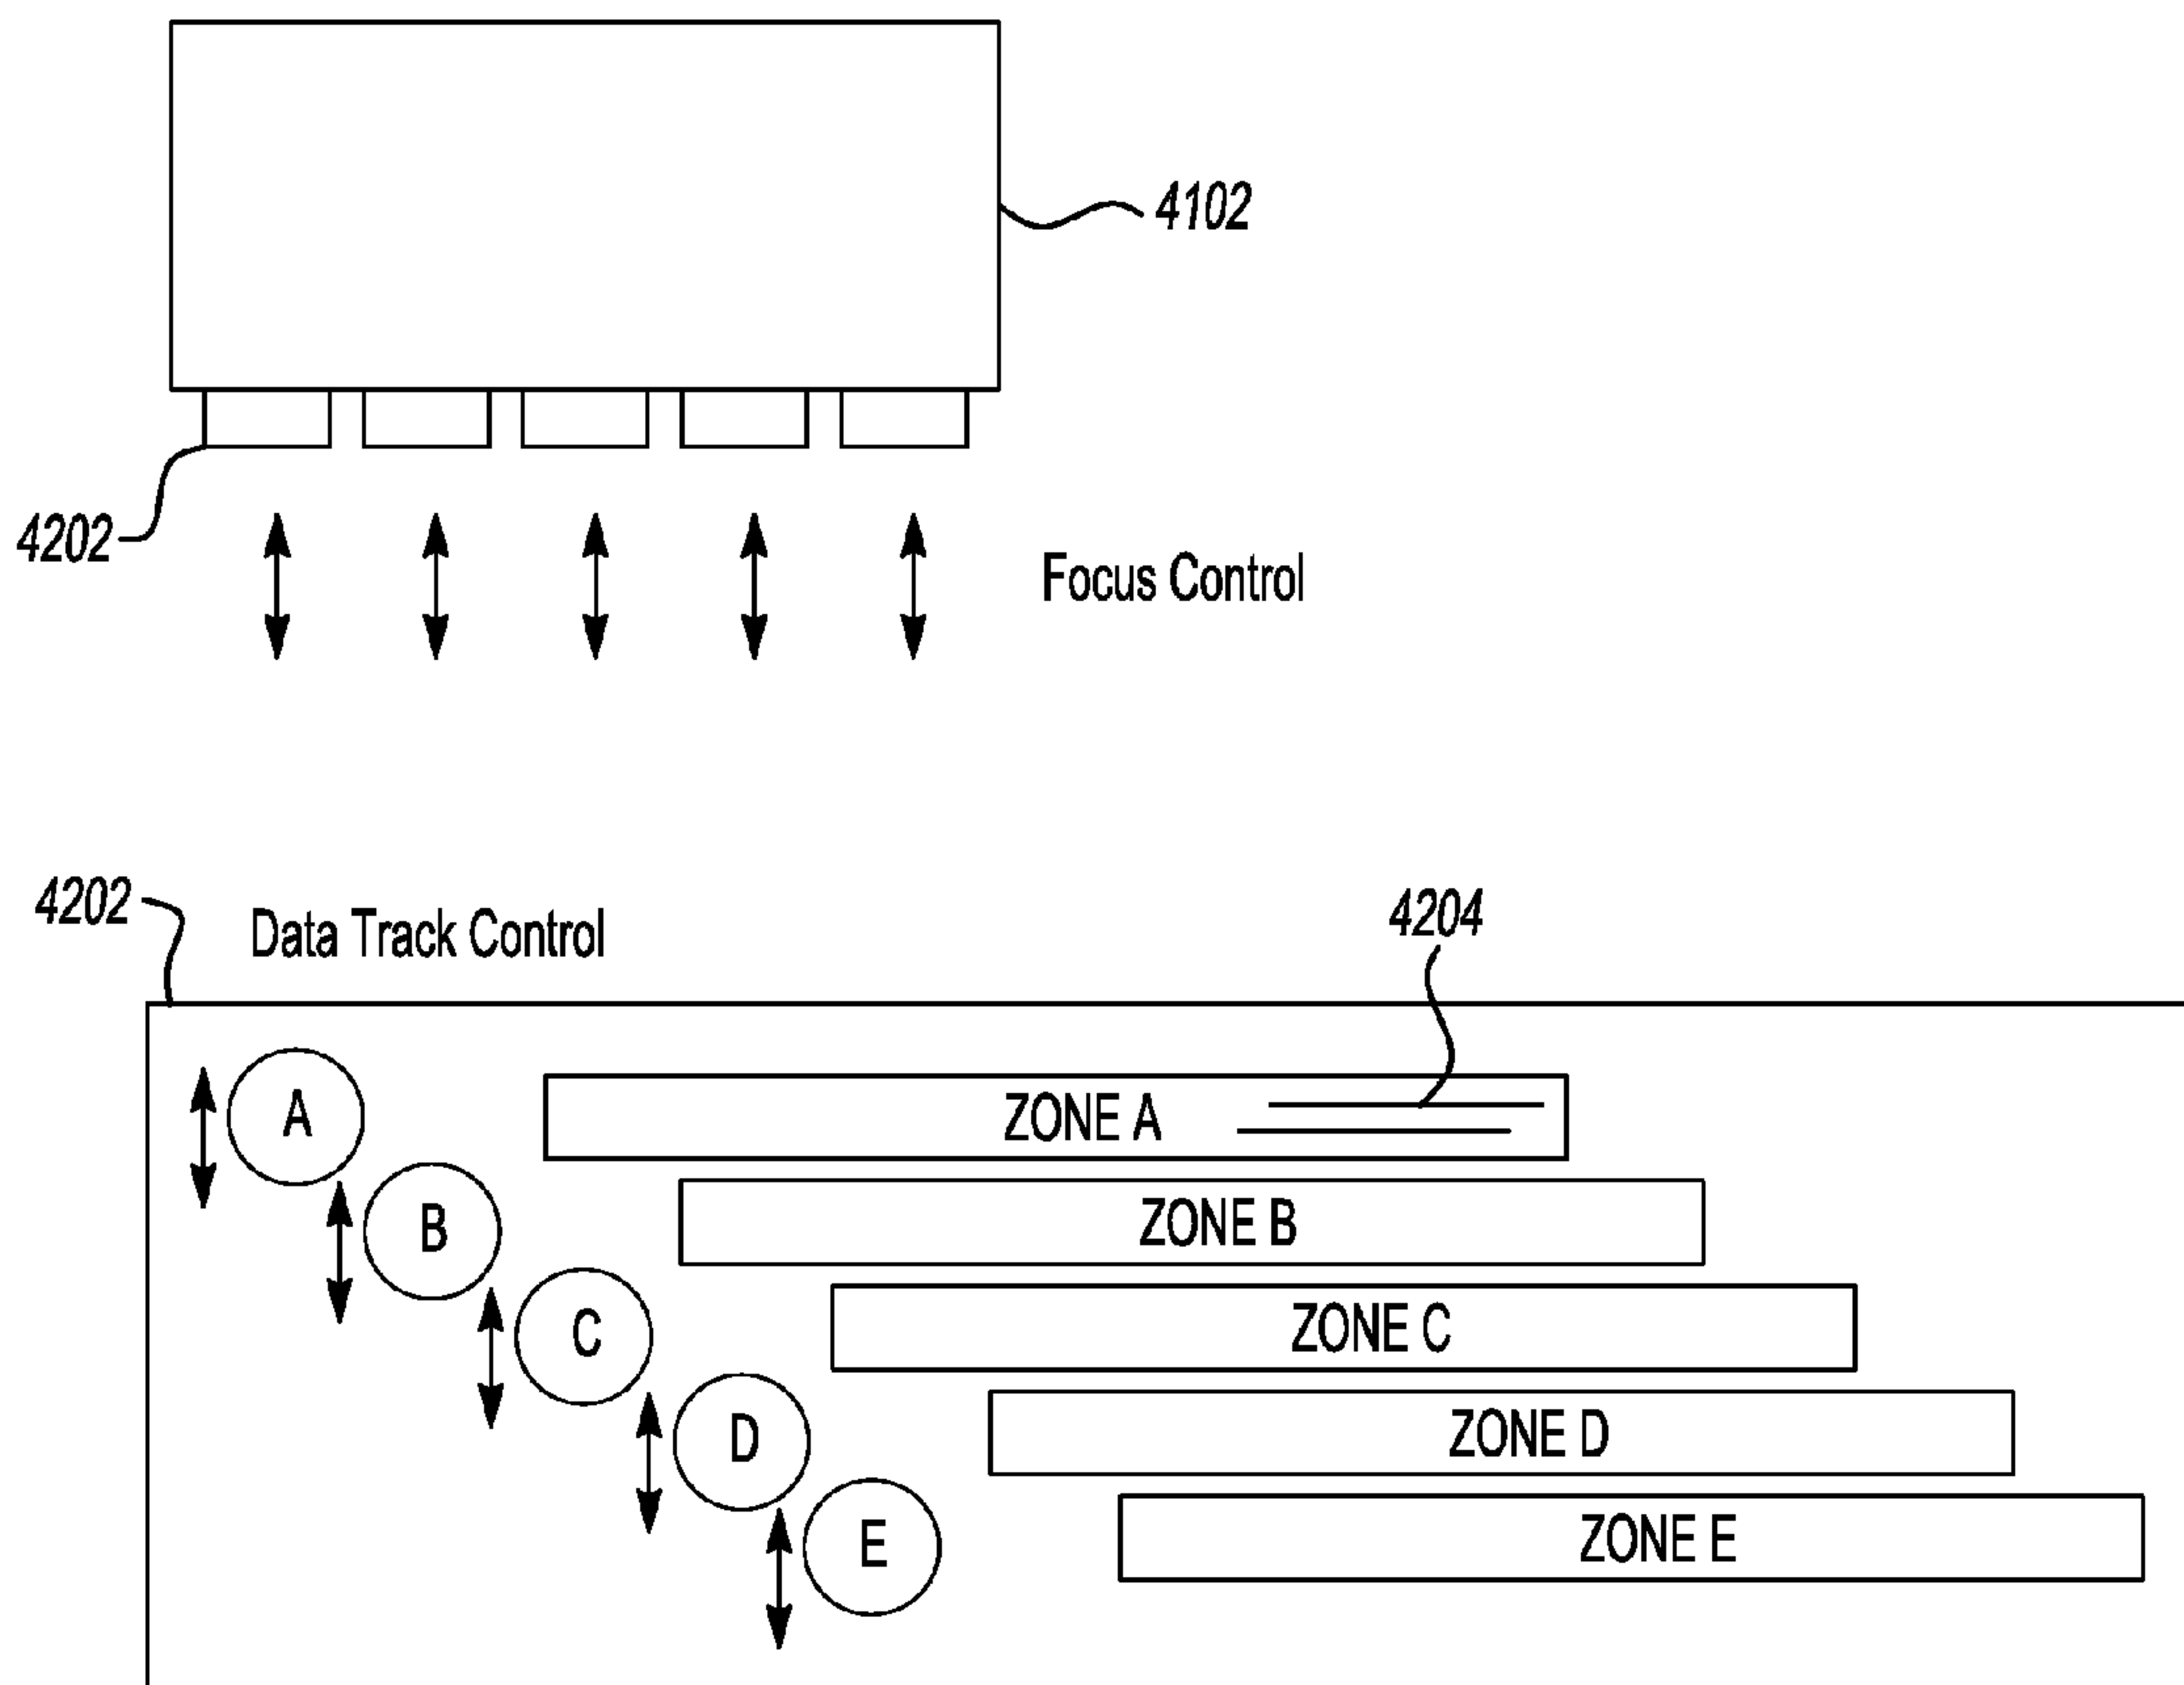 4102
4202
Focus Control
4202
Data Track Control
4204
A
ZONE A
B
ZONE B
C
ZONE C
D
ZONE D
E
ZONE E